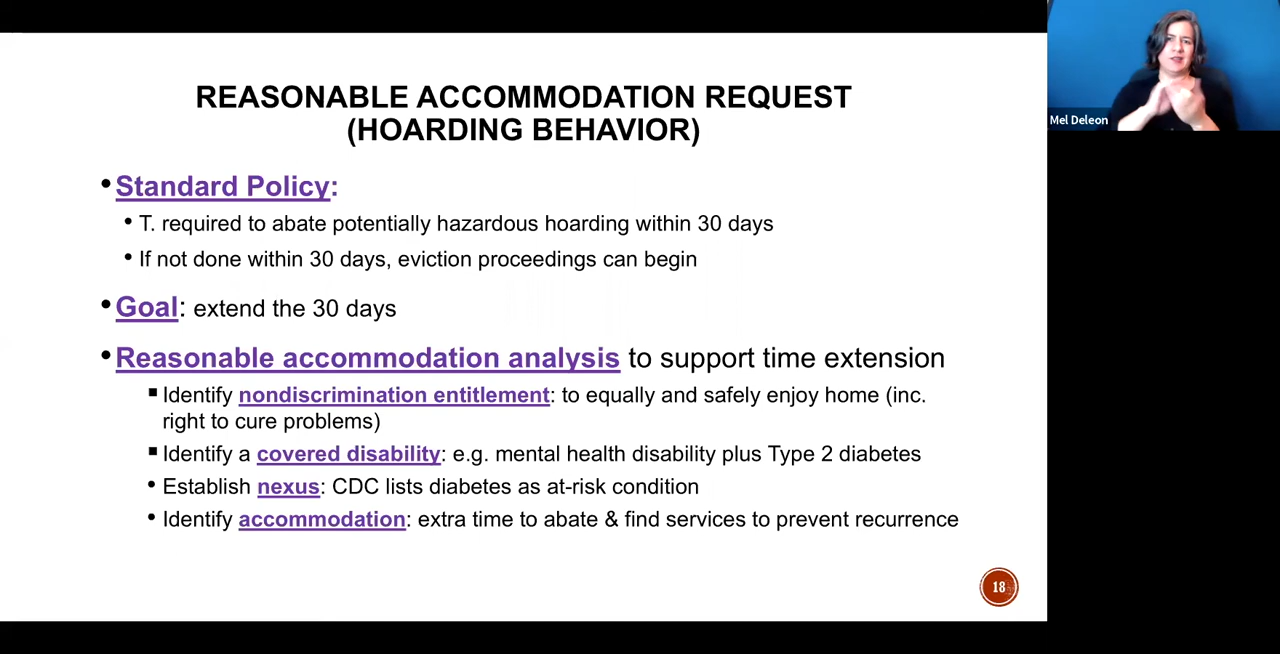 REASONABLE ACCOMMODATION REQUEST
(HOARDING BEHAVIOR)
Mel Deleon
• Standard Policy:
• T. required to abate potentially hazardous hoarding within 30 days
• If not done within 30 days, eviction proceedings can begin
• Goal: extend the 30 days
• Reasonable accommodation analysis to support time extension
▪ Identify nondiscrimination entitlement: to equally and safely enjoy home (inc.
right to cure problems)
▪ Identify a covered disability: e.g. mental health disability plus Type 2 diabetes
• Establish nexus: CDC lists diabetes as at-risk condition
• Identify accommodation: extra time to abate & find services to prevent recurrence
18